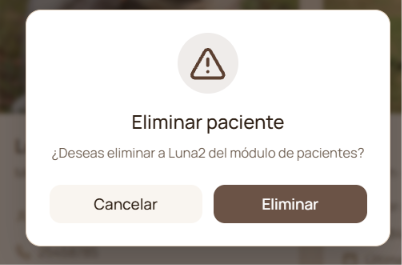 Eliminar paciente
¿Deseas eliminar a Luna2 del módulo de pacientes?
Cancelar
Eliminar